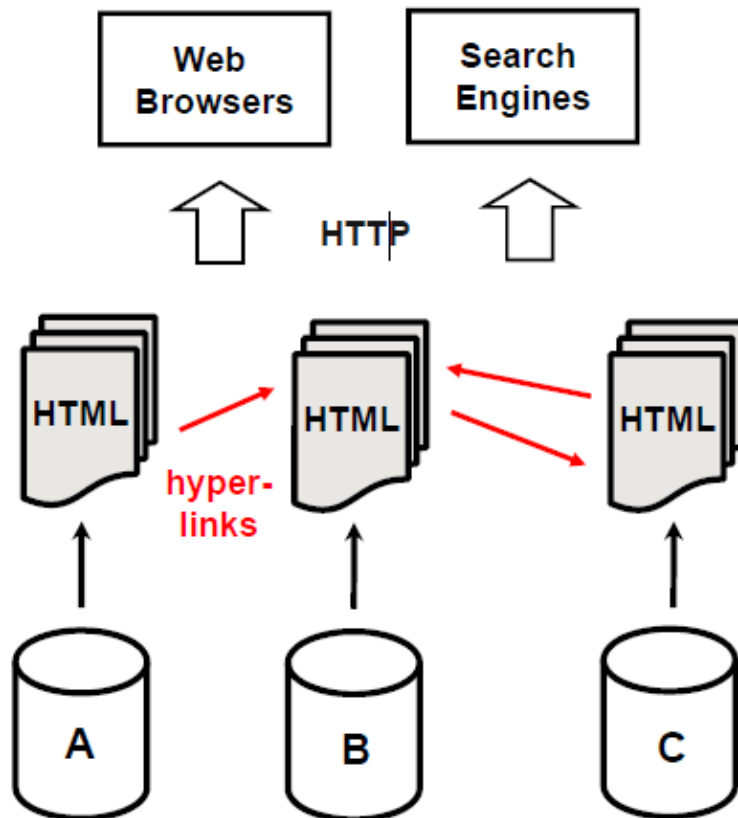 Web
Browsers
Search
Engines
HTTP
HTML
HTML
HTML
hyper-
links
A
B
C